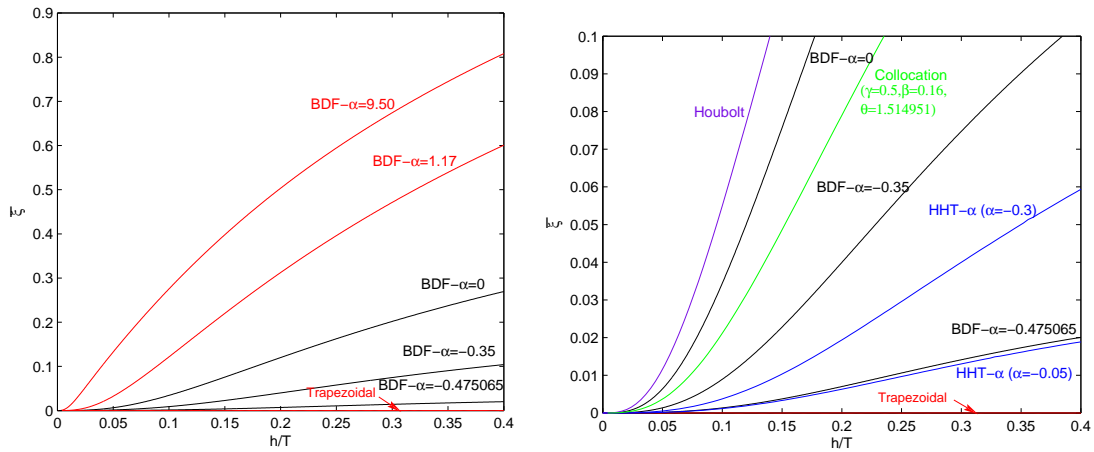 0.9
0.8
0.7
0.6
0.5
0.4
0.3
0.2
0.1
0
ξ̅
BDF-α=9.50
BDF-α=1.17
BDF-α=0
BDF-α=-0.35
BDF-α=-0.475065
Trapezoidal
0 0.05 0.1 0.15 0.2 0.25 0.3 0.35 0.4
h/T
0.1
0.09
0.08
0.07
0.06
0.05
0.04
0.03
0.02
0.01
0
ξ̅
BDF-α=0
Collocation
(γ=0.5,β=0.16,
θ=1.514951)
Houbolt
BDF-α=-0.35
HHT-α (α=-0.3)
BDF-α=-0.475065
HHT-α (α=-0.05)
Trapezoidal
0 0.05 0.1 0.15 0.2 0.25 0.3 0.35 0.4
h/T